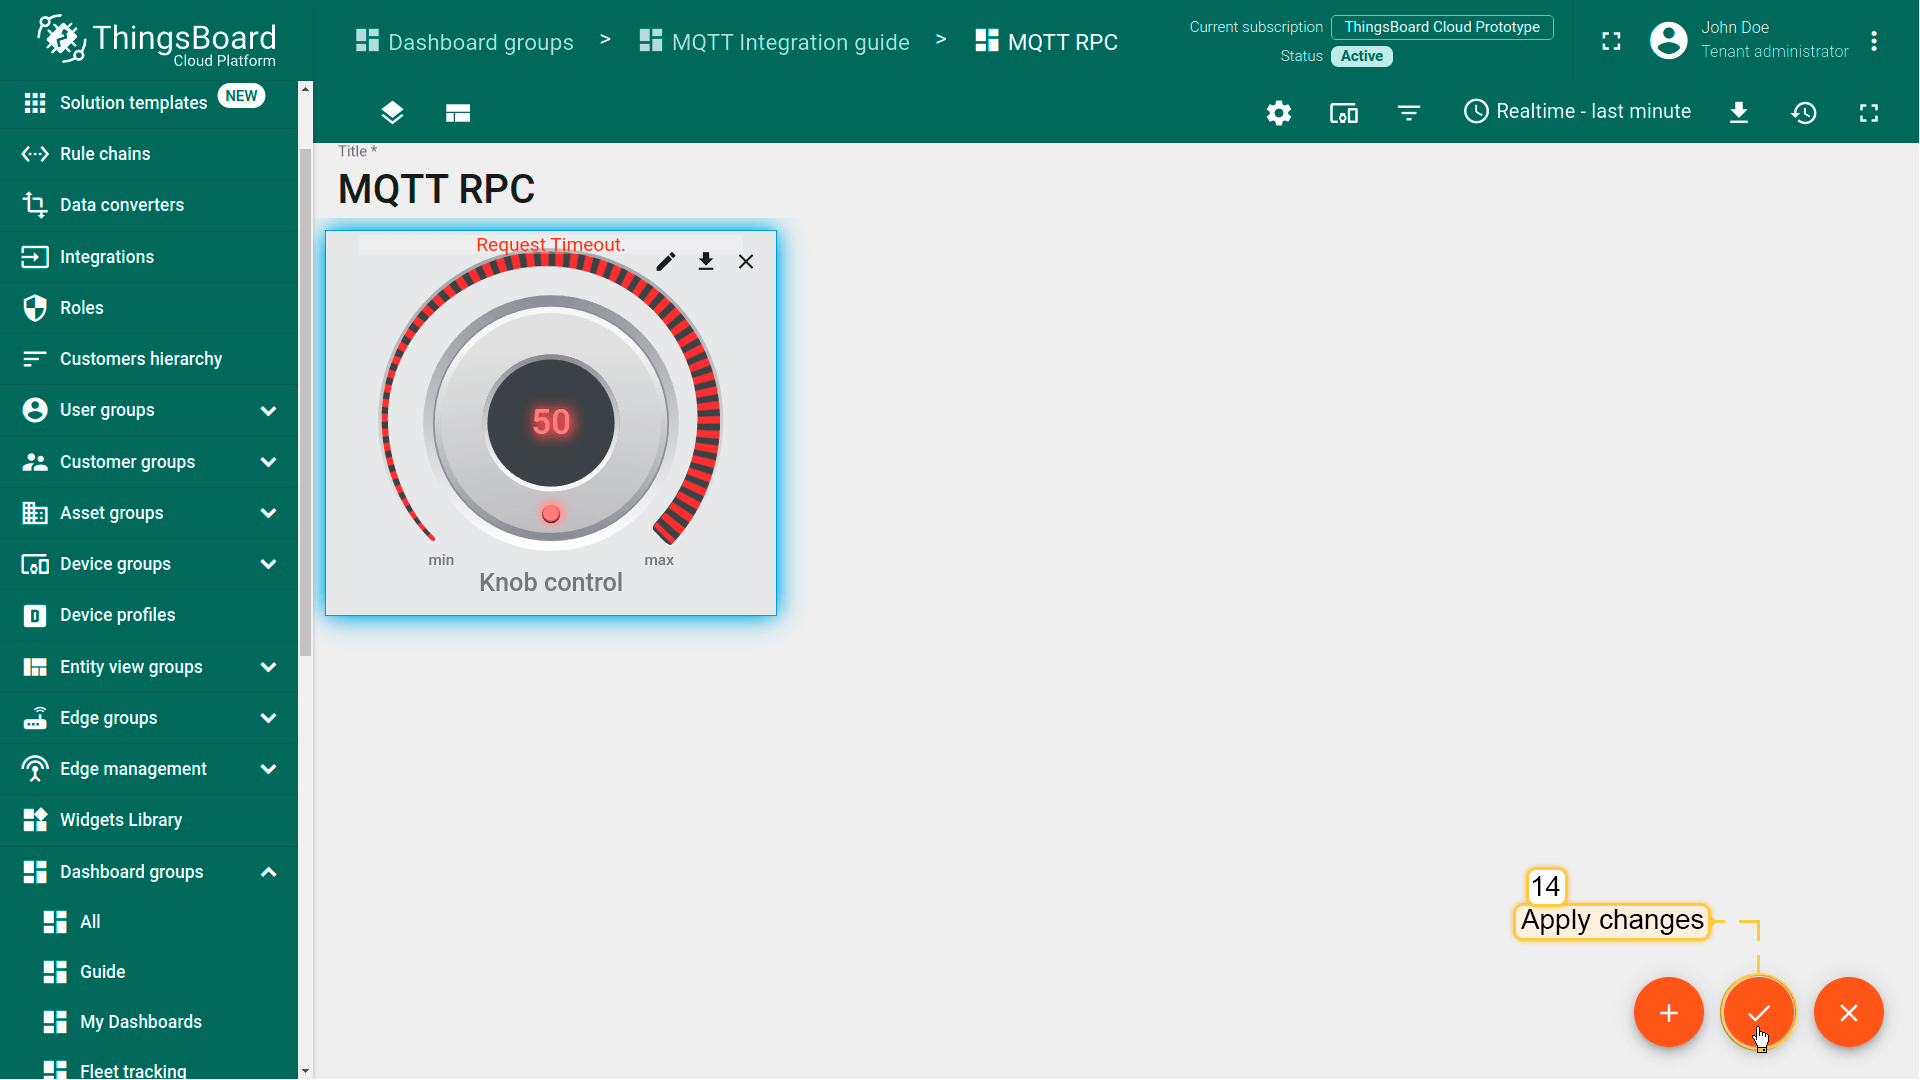 ThingsBoard
Cloud Platform
Dashboard groups > MQTT Integration guide > MQTT RPC
Current subscription ThingsBoard Cloud Prototype
Status Active
John Doe
Tenant administrator
Realtime - last minute
Solution templates NEW
Rule chains
Data converters
Integrations
Roles
Customers hierarchy
User groups
Customer groups
Asset groups
Device groups
D Device profiles
Entity view groups
Edge groups
Edge management
Widgets Library
Dashboard groups
All
Guide
My Dashboards
Fleet tracking
Title *
MQTT RPC
Request Timeout.
50
min
max
Knob control
14
Apply changes